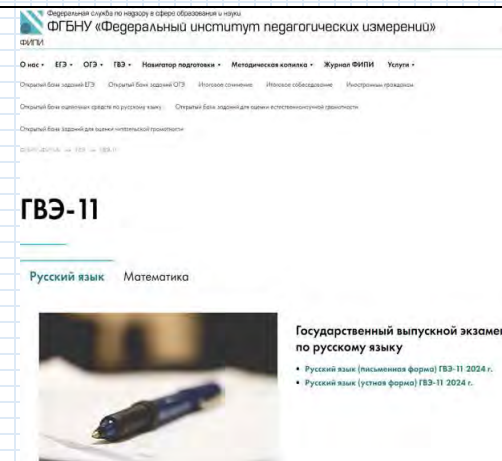 Федеральная служба по надзору в сфере образования и науки
ФГБНУ «Федеральный институт педагогических измерений»
ФИПИ
О нас ЕГЭ ОГЭ ГВЭ Навигатор подготовки Методическая копилка Журнал ФИПИ Услуги
Открытый банк заданий ЕГЭ Открытый банк заданий ОГЭ Итоговое сочинение Итоговое собеседование Иностранным гражданам
Открытый банк оценочных средств по русскому языку Открытый банк заданий для оценки естественнонаучной грамотности
Открытый банк заданий для оценки читательской грамотности
ГВЭ-11
Русский язык Математика
Государственный выпускной экзамен
по русскому языку
• Русский язык (письменная форма) ГВЭ-11 2024 г.
• Русский язык (устная форма) ГВЭ-11 2024 г.